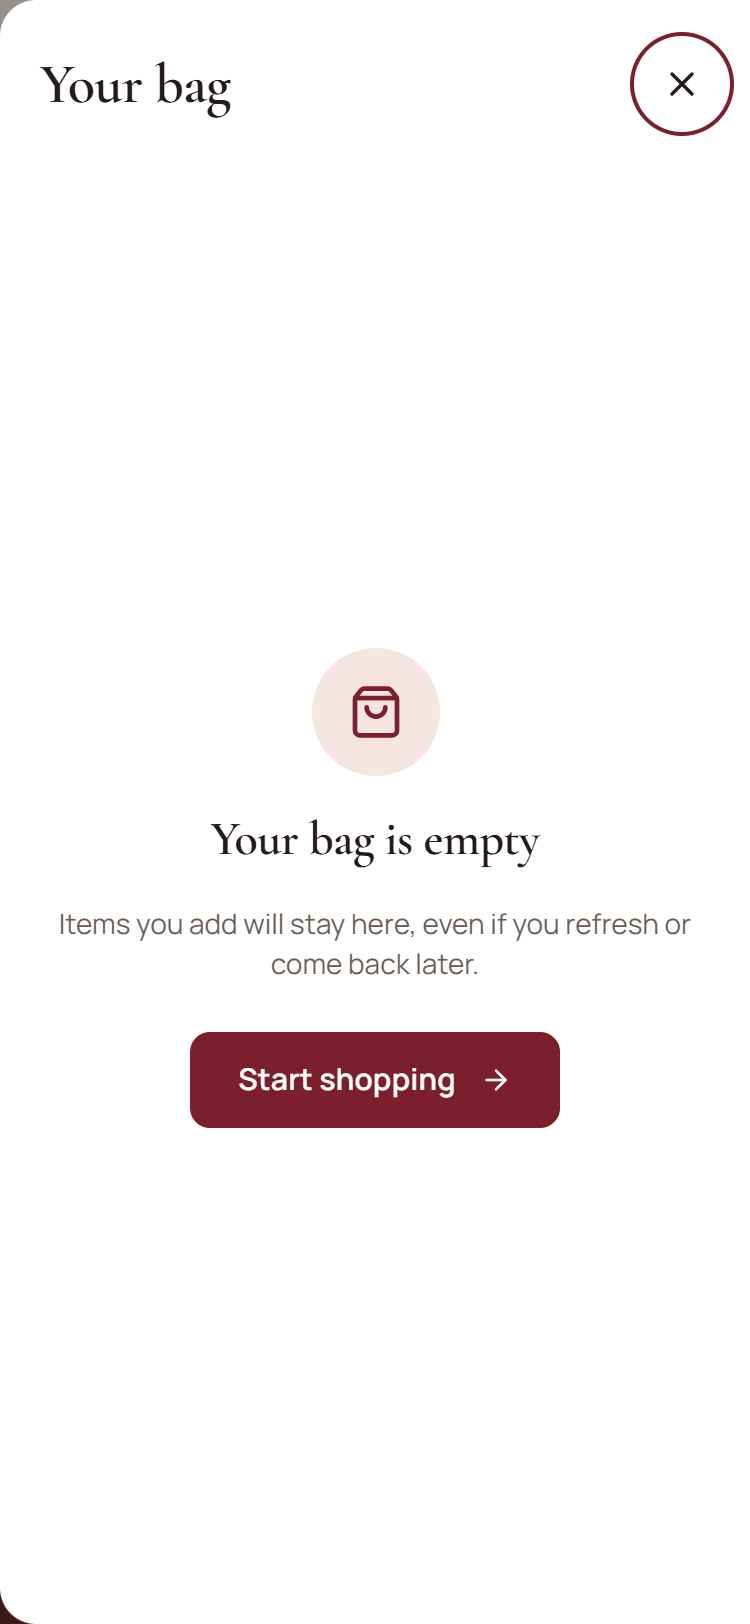 Your bag
Your bag is empty
Items you add will stay here, even if you refresh or
come back later.
Start shopping